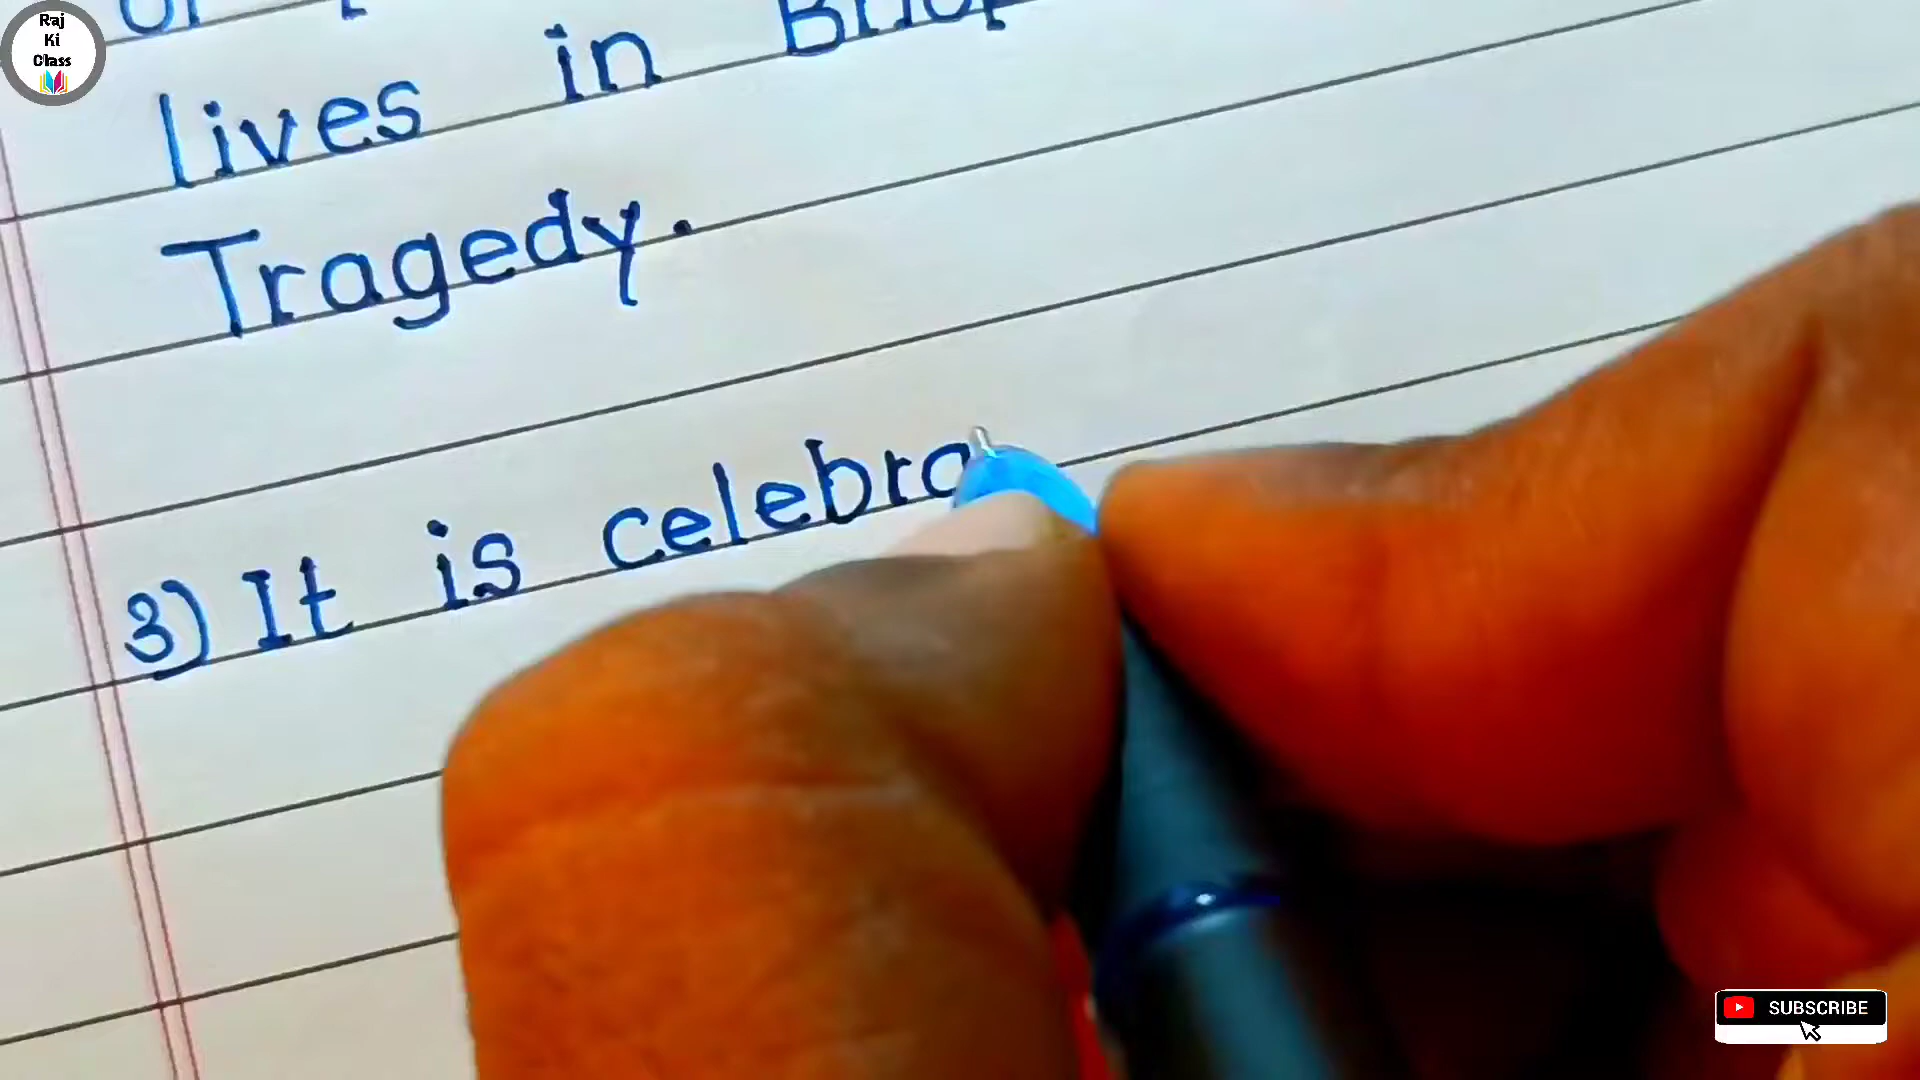 Raj
Ki
Class
lives in
Tragedy.
3) It is celebra
SUBSCRIBE